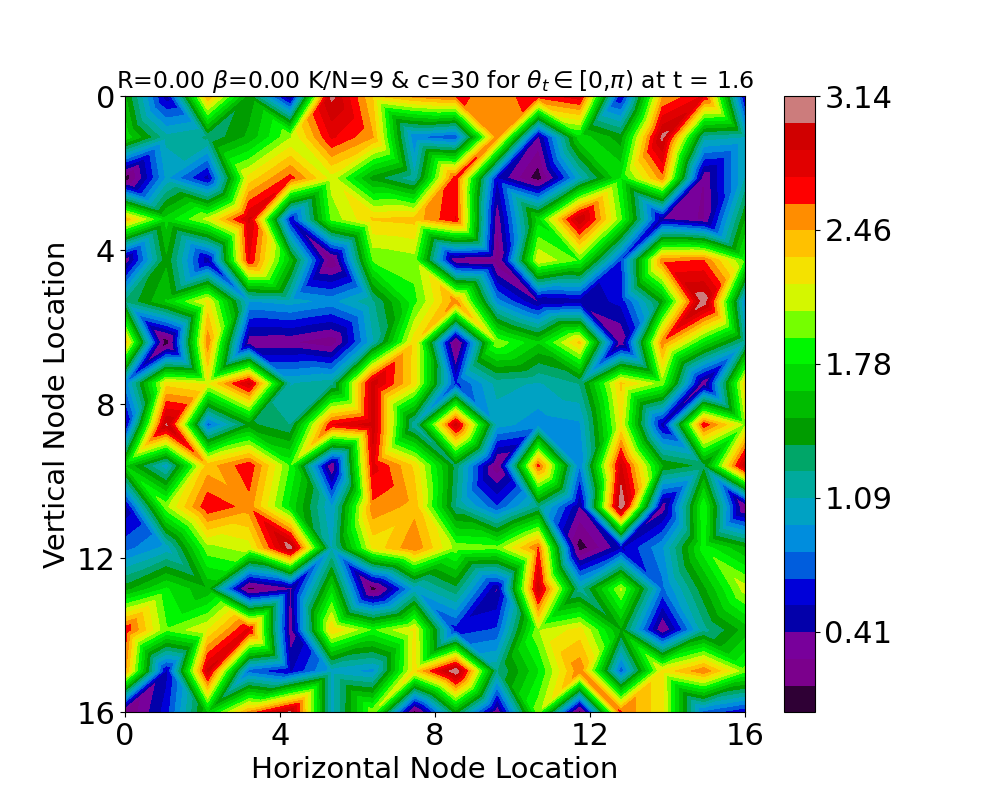 R=0.00 β=0.00 K/N=9 & c=30 for θₜ∈[0,π) at t = 1.6
0
4
8
12
16
0 4 8 12 16
Vertical Node Location
Horizontal Node Location
3.14
2.46
1.78
1.09
0.41